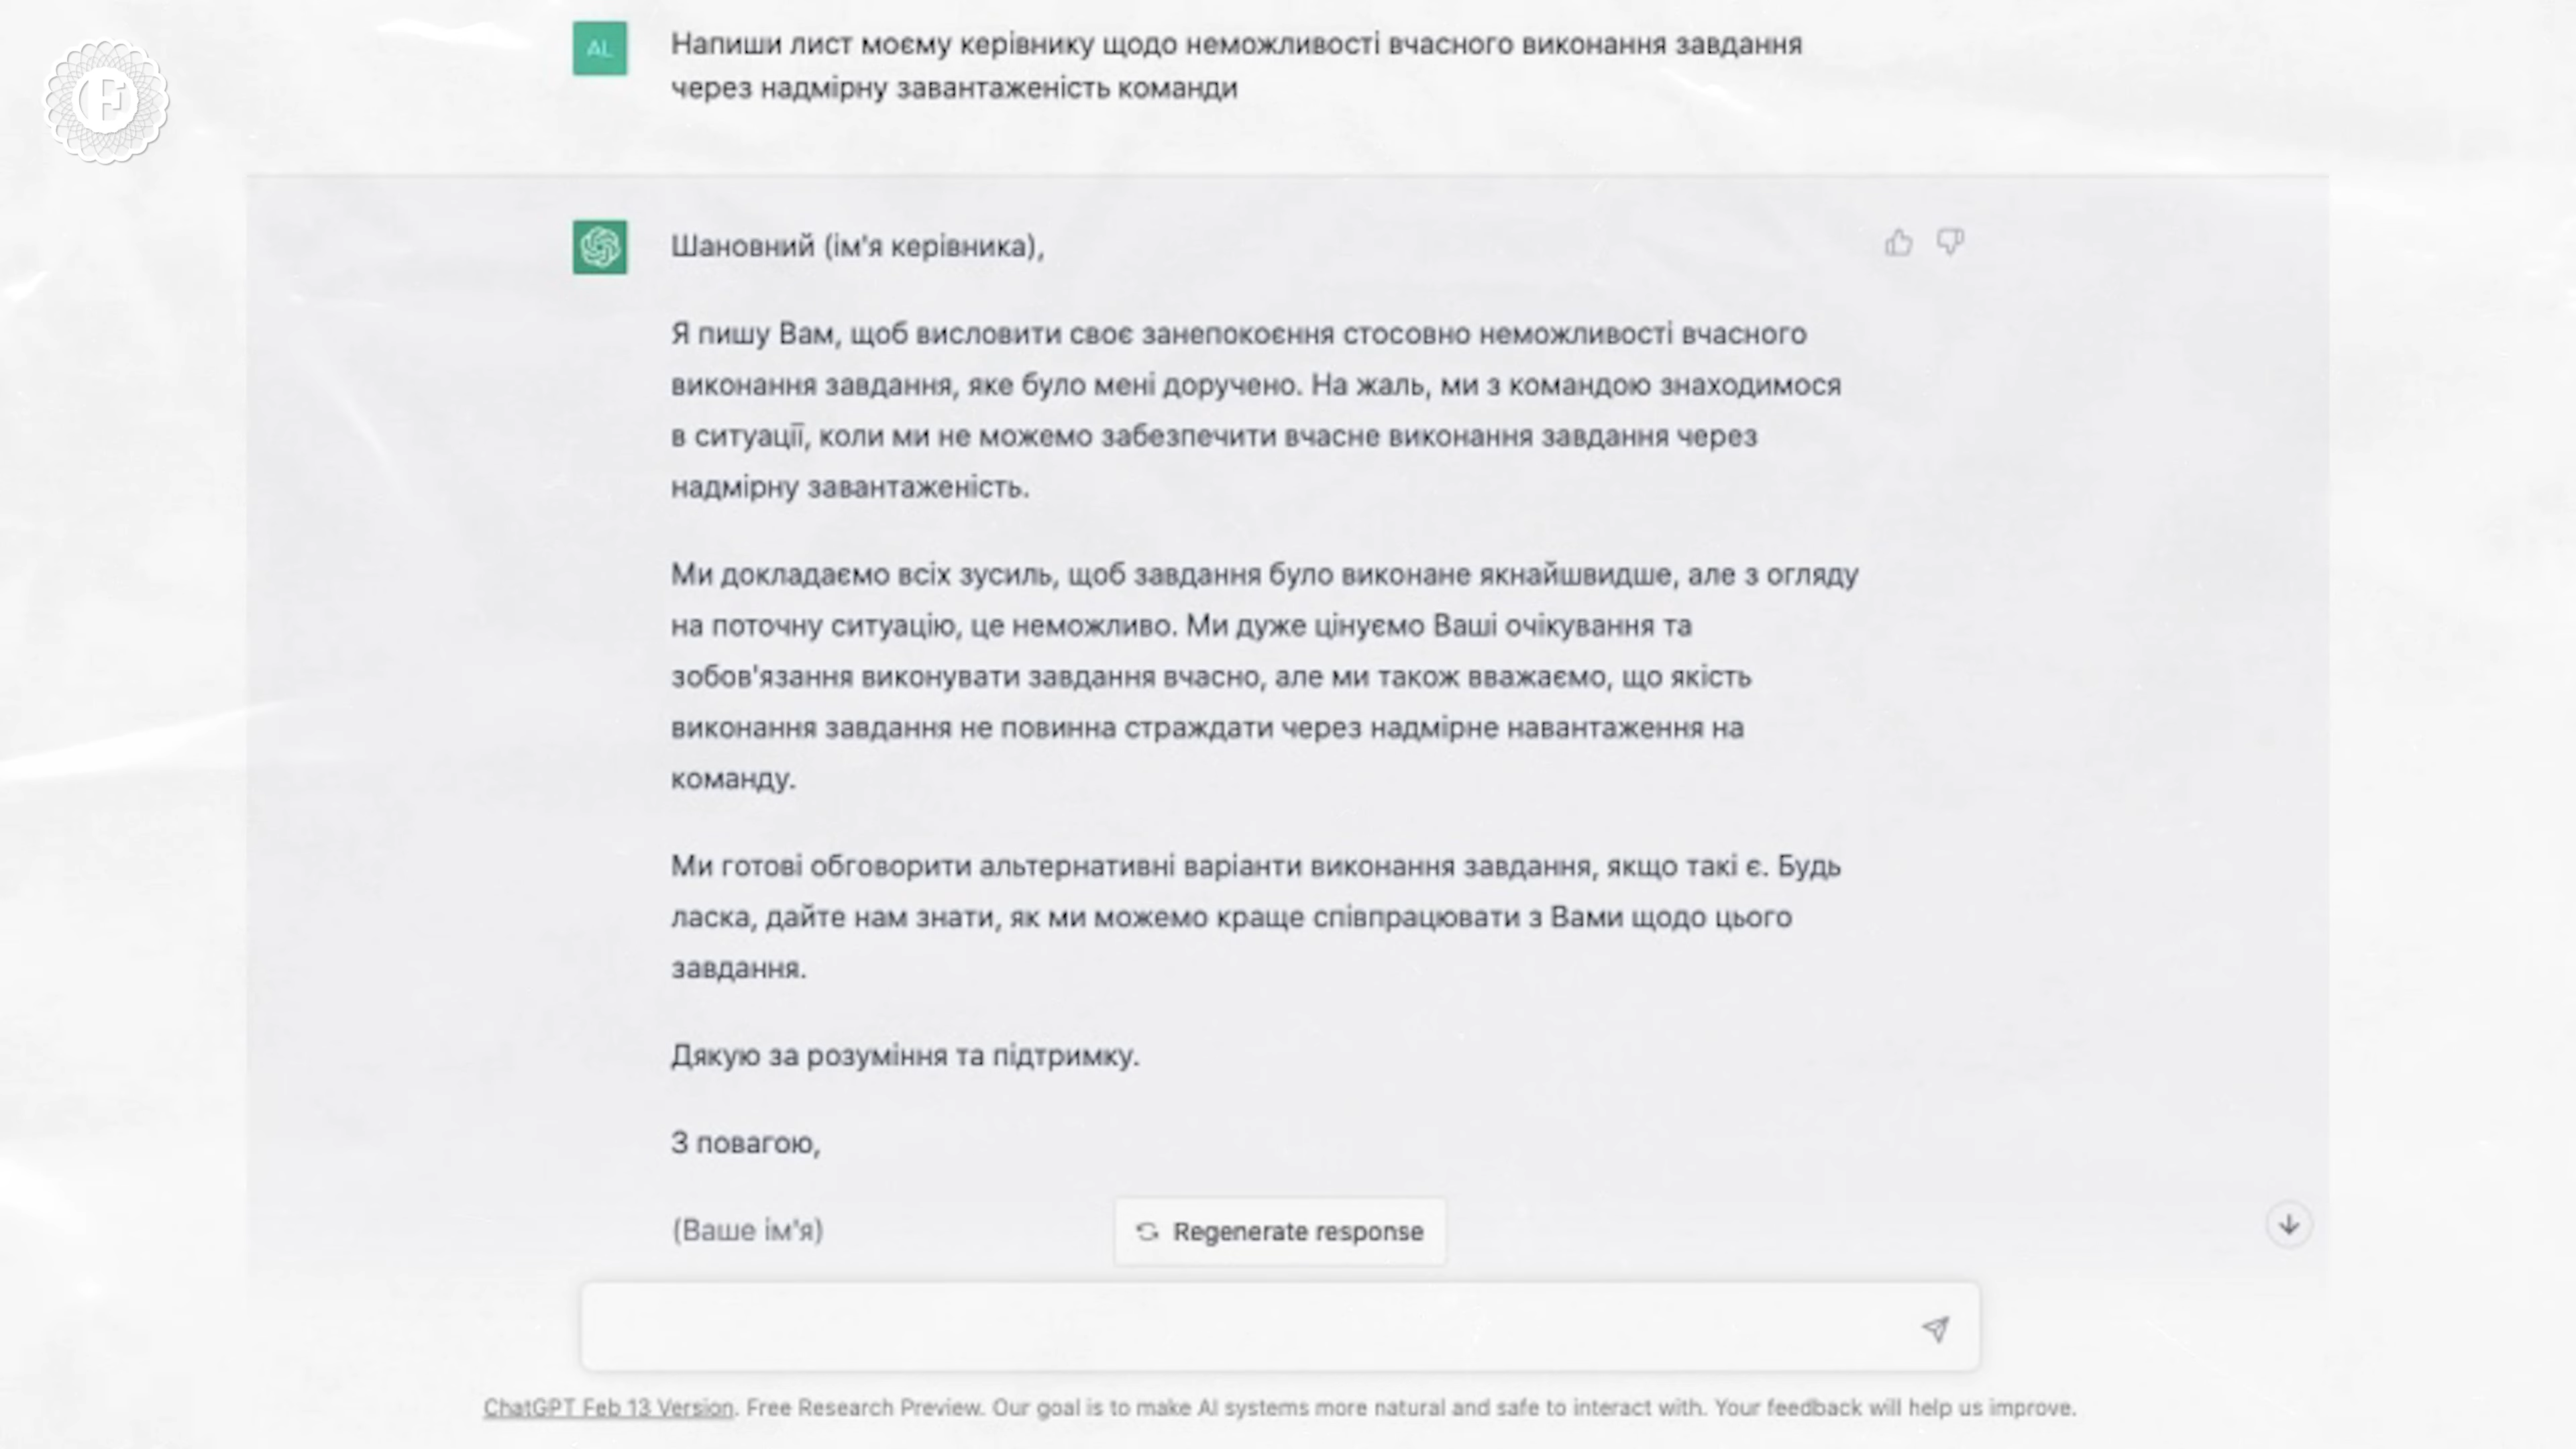 AL
Напиши лист моєму керівнику щодо неможливості вчасного виконання завдання
через надмірну завантаженість команди
Шановний (ім'я керівника),
Я пишу Вам, щоб висловити своє занепокоєння стосовно неможливості вчасного
виконання завдання, яке було мені доручено. На жаль, ми з командою знаходимося
в ситуації, коли ми не можемо забезпечити вчасне виконання завдання через
надмірну завантаженість.
Ми докладаємо всіх зусиль, щоб завдання було виконане якнайшвидше, але з огляду
на поточну ситуацію, це неможливо. Ми дуже цінуємо Ваші очікування та
зобов'язання виконувати завдання вчасно, але ми також вважаємо, що якість
виконання завдання не повинна страждати через надмірне навантаження на
команду.
Ми готові обговорити альтернативні варіанти виконання завдання, якщо такі є. Будь
ласка, дайте нам знати, як ми можемо краще співпрацювати з Вами щодо цього
завдання.
Дякую за розуміння та підтримку.
З повагою,
(Ваше ім'я)
Regenerate response
ChatGPT Feb 13 Version. Free Research Preview. Our goal is to make AI systems more natural and safe to interact with. Your feedback will help us improve.